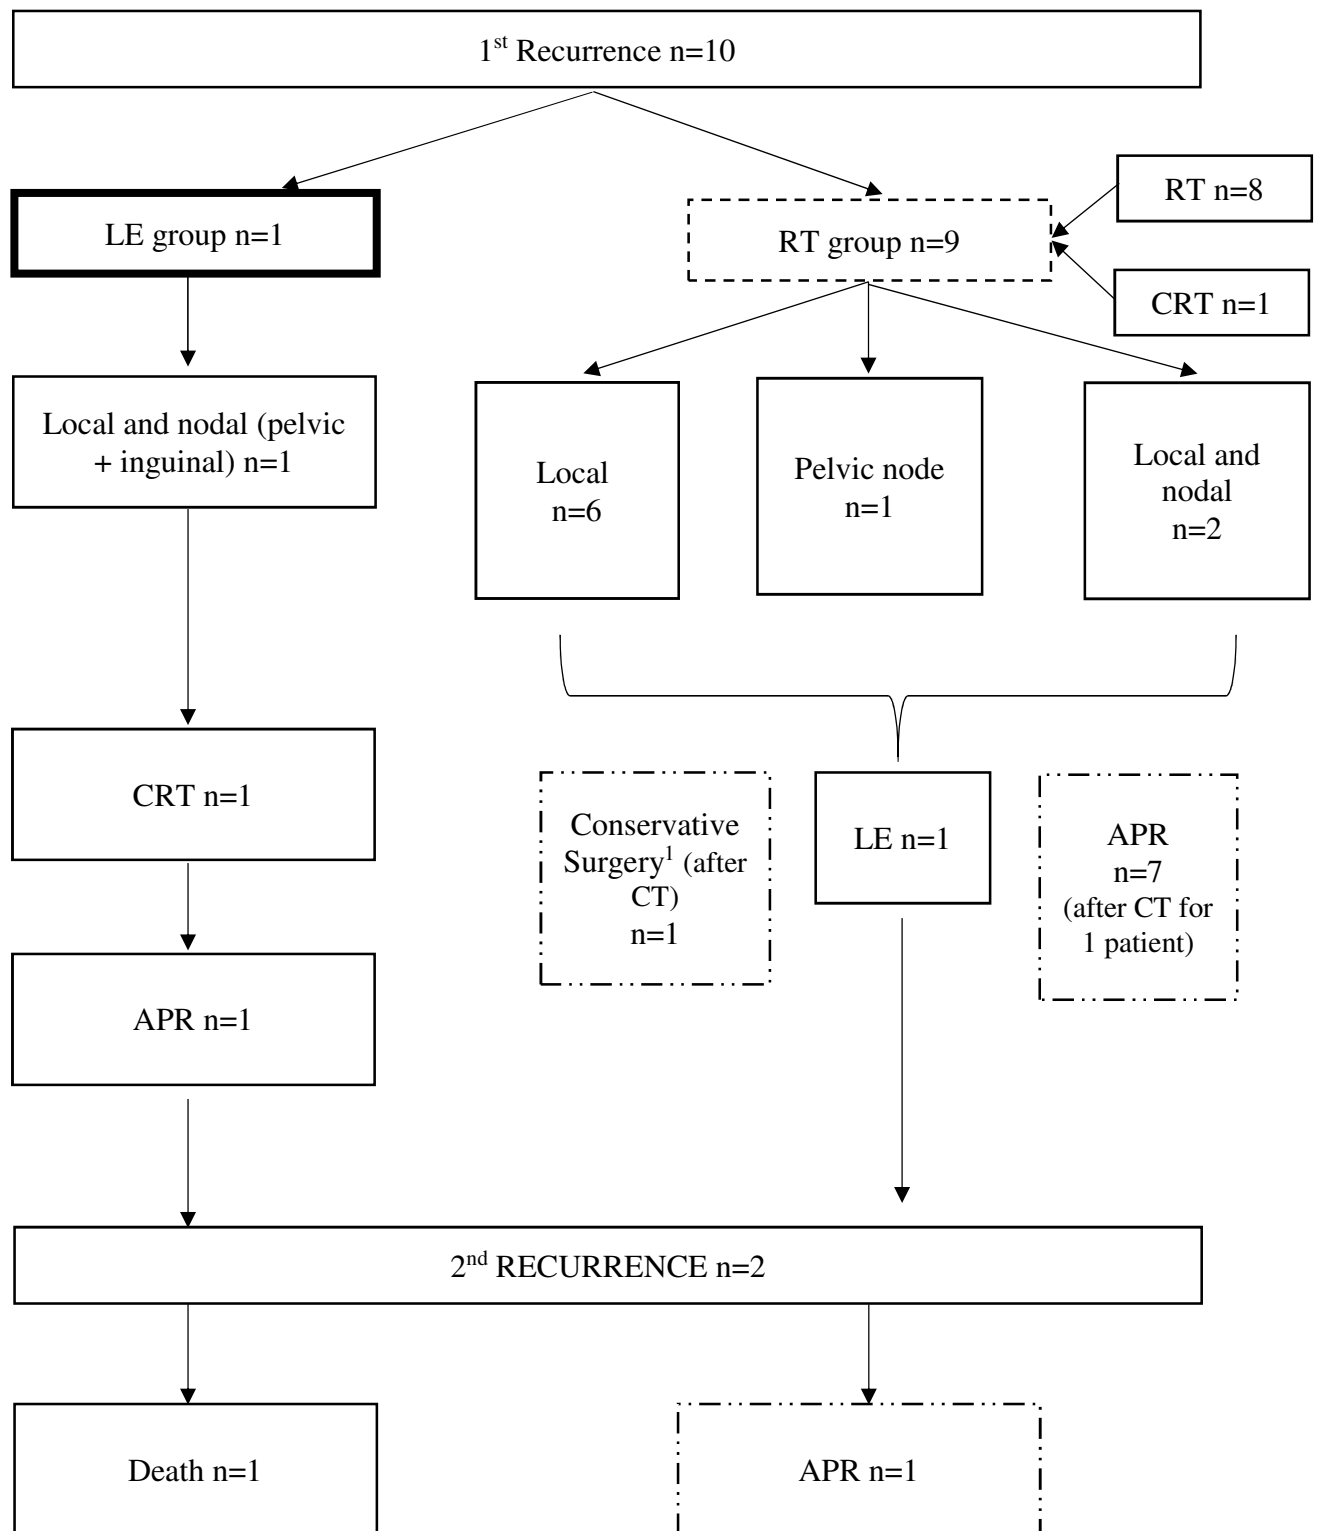 1st Recurrence n=10
LE group n=1
RT group n=9
RT n=8
CRT n=1
Local and nodal (pelvic
+ inguinal) n=1
Local
n=6
Pelvic node
n=1
Local and
nodal
n=2
CRT n=1
APR n=1
Conservative
Surgery1 (after
CT)
n=1
LE n=1
APR
n=7
(after CT for
1 patient)
2nd RECURRENCE n=2
Death n=1
APR n=1